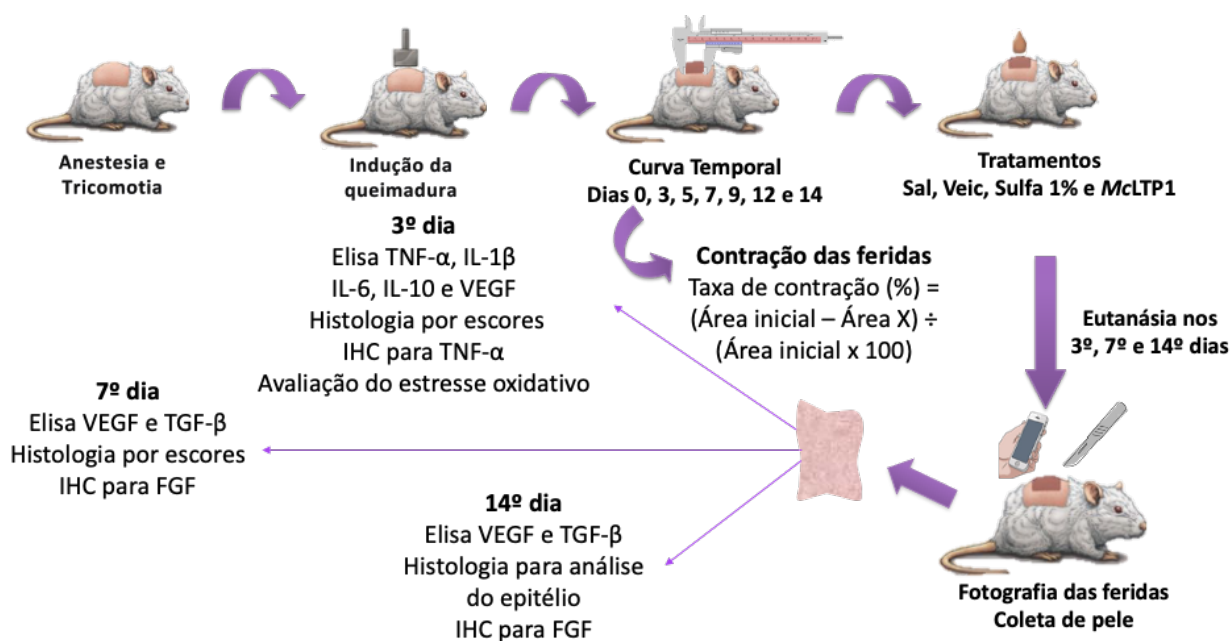 Anestesia e
Tricomotia
Indução da
queimadura
Curva Temporal
Dias 0, 3, 5, 7, 9, 12 e 14
Tratamentos
Sal, Veic, Sulfa 1% e McLTP1
3º dia
Elisa TNF-α, IL-1β
IL-6, IL-10 e VEGF
Histologia por escores
IHC para TNF-α
Avaliação do estresse oxidativo
Contração das feridas
Taxa de contração (%) =
(Área inicial – Área X) ÷
(Área inicial x 100)
Eutanásia nos
3º, 7º e 14º dias
7º dia
Elisa VEGF e TGF-β
Histologia por escores
IHC para FGF
14º dia
Elisa VEGF e TGF-β
Histologia para análise
do epitélio
IHC para FGF
Fotografia das feridas
Coleta de pele